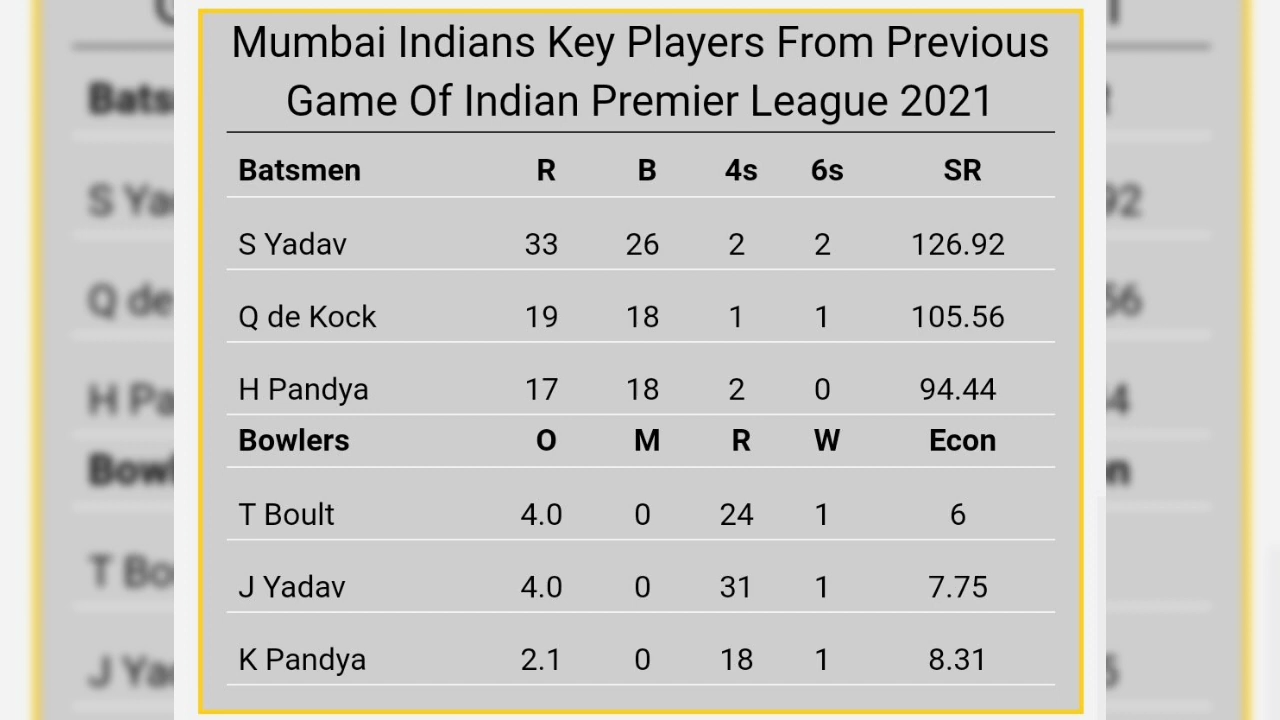 Mumbai Indians Key Players From Previous
Game Of Indian Premier League 2021
Batsmen R B 4s 6s SR
S Yadav 33 26 2 2 126.92
Q de Kock 19 18 1 1 105.56
H Pandya 17 18 2 0 94.44
Bowlers O M R W Econ
T Boult 4.0 0 24 1 6
J Yadav 4.0 0 31 1 7.75
K Pandya 2.1 0 18 1 8.31